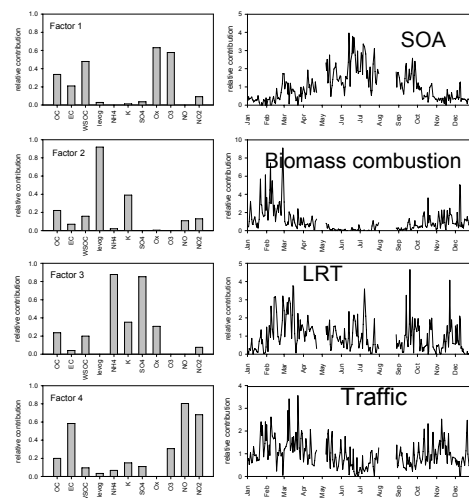 relative contribution
1.0
0.8
0.6
0.4
0.2
0.0
Factor 1
OC EC WSOC levog NH4 K SO4 Ox O3 NO NO2
5
4
3
2
1
0
SOA
Jan Feb Mar Apr May Jun Jul Aug Sep Oct Nov Dec
relative contribution
1.0
0.8
0.6
0.4
0.2
0.0
Factor 2
OC EC WSOC levog NH4 K SO4 Ox O3 NO NO2
10
8
6
4
2
0
Biomass combustion
Jan Feb Mar Apr May Jun Jul Aug Sep Oct Nov Dec
relative contribution
1.0
0.8
0.6
0.4
0.2
0.0
Factor 3
OC EC WSOC levog NH4 K SO4 Ox O3 NO NO2
5
4
3
2
1
0
LRT
Jan Feb Mar Apr May Jun Jul Aug Sep Oct Nov Dec
relative contribution
1.0
0.8
0.6
0.4
0.2
0.0
Factor 4
OC EC WSOC levog NH4 K SO4 Ox O3 NO NO2
4
3
2
1
0
Traffic
Jan Feb Mar Apr May Jun Jul Aug Sep Oct Nov Dec